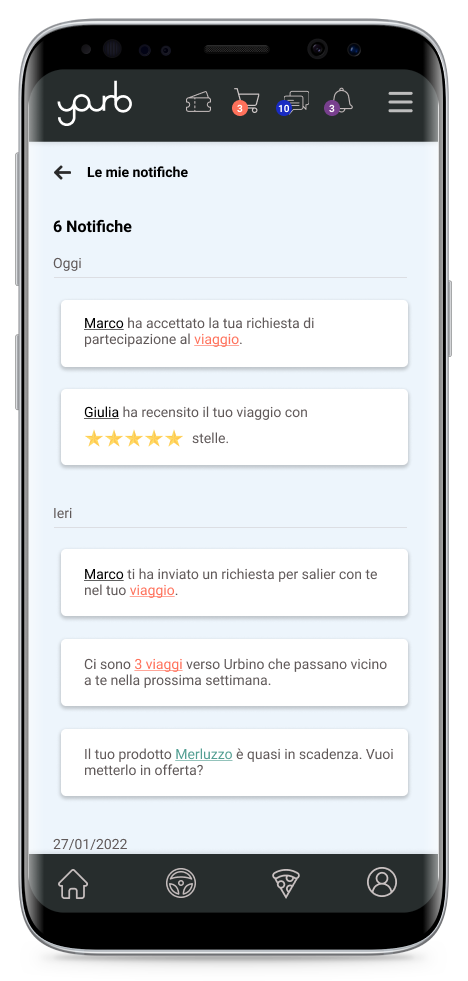 yourb
3
10
3
Le mie notifiche
6 Notifiche
Oggi
Marco ha accettato la tua richiesta di
partecipazione al viaggio.
Giulia ha recensito il tuo viaggio con
★★★★★ stelle.
Ieri
Marco ti ha inviato un richiesta per salier con te
nel tuo viaggio.
Ci sono 3 viaggi verso Urbino che passano vicino
a te nella prossima settimana.
Il tuo prodotto Merluzzo è quasi in scadenza. Vuoi
metterlo in offerta?
27/01/2022